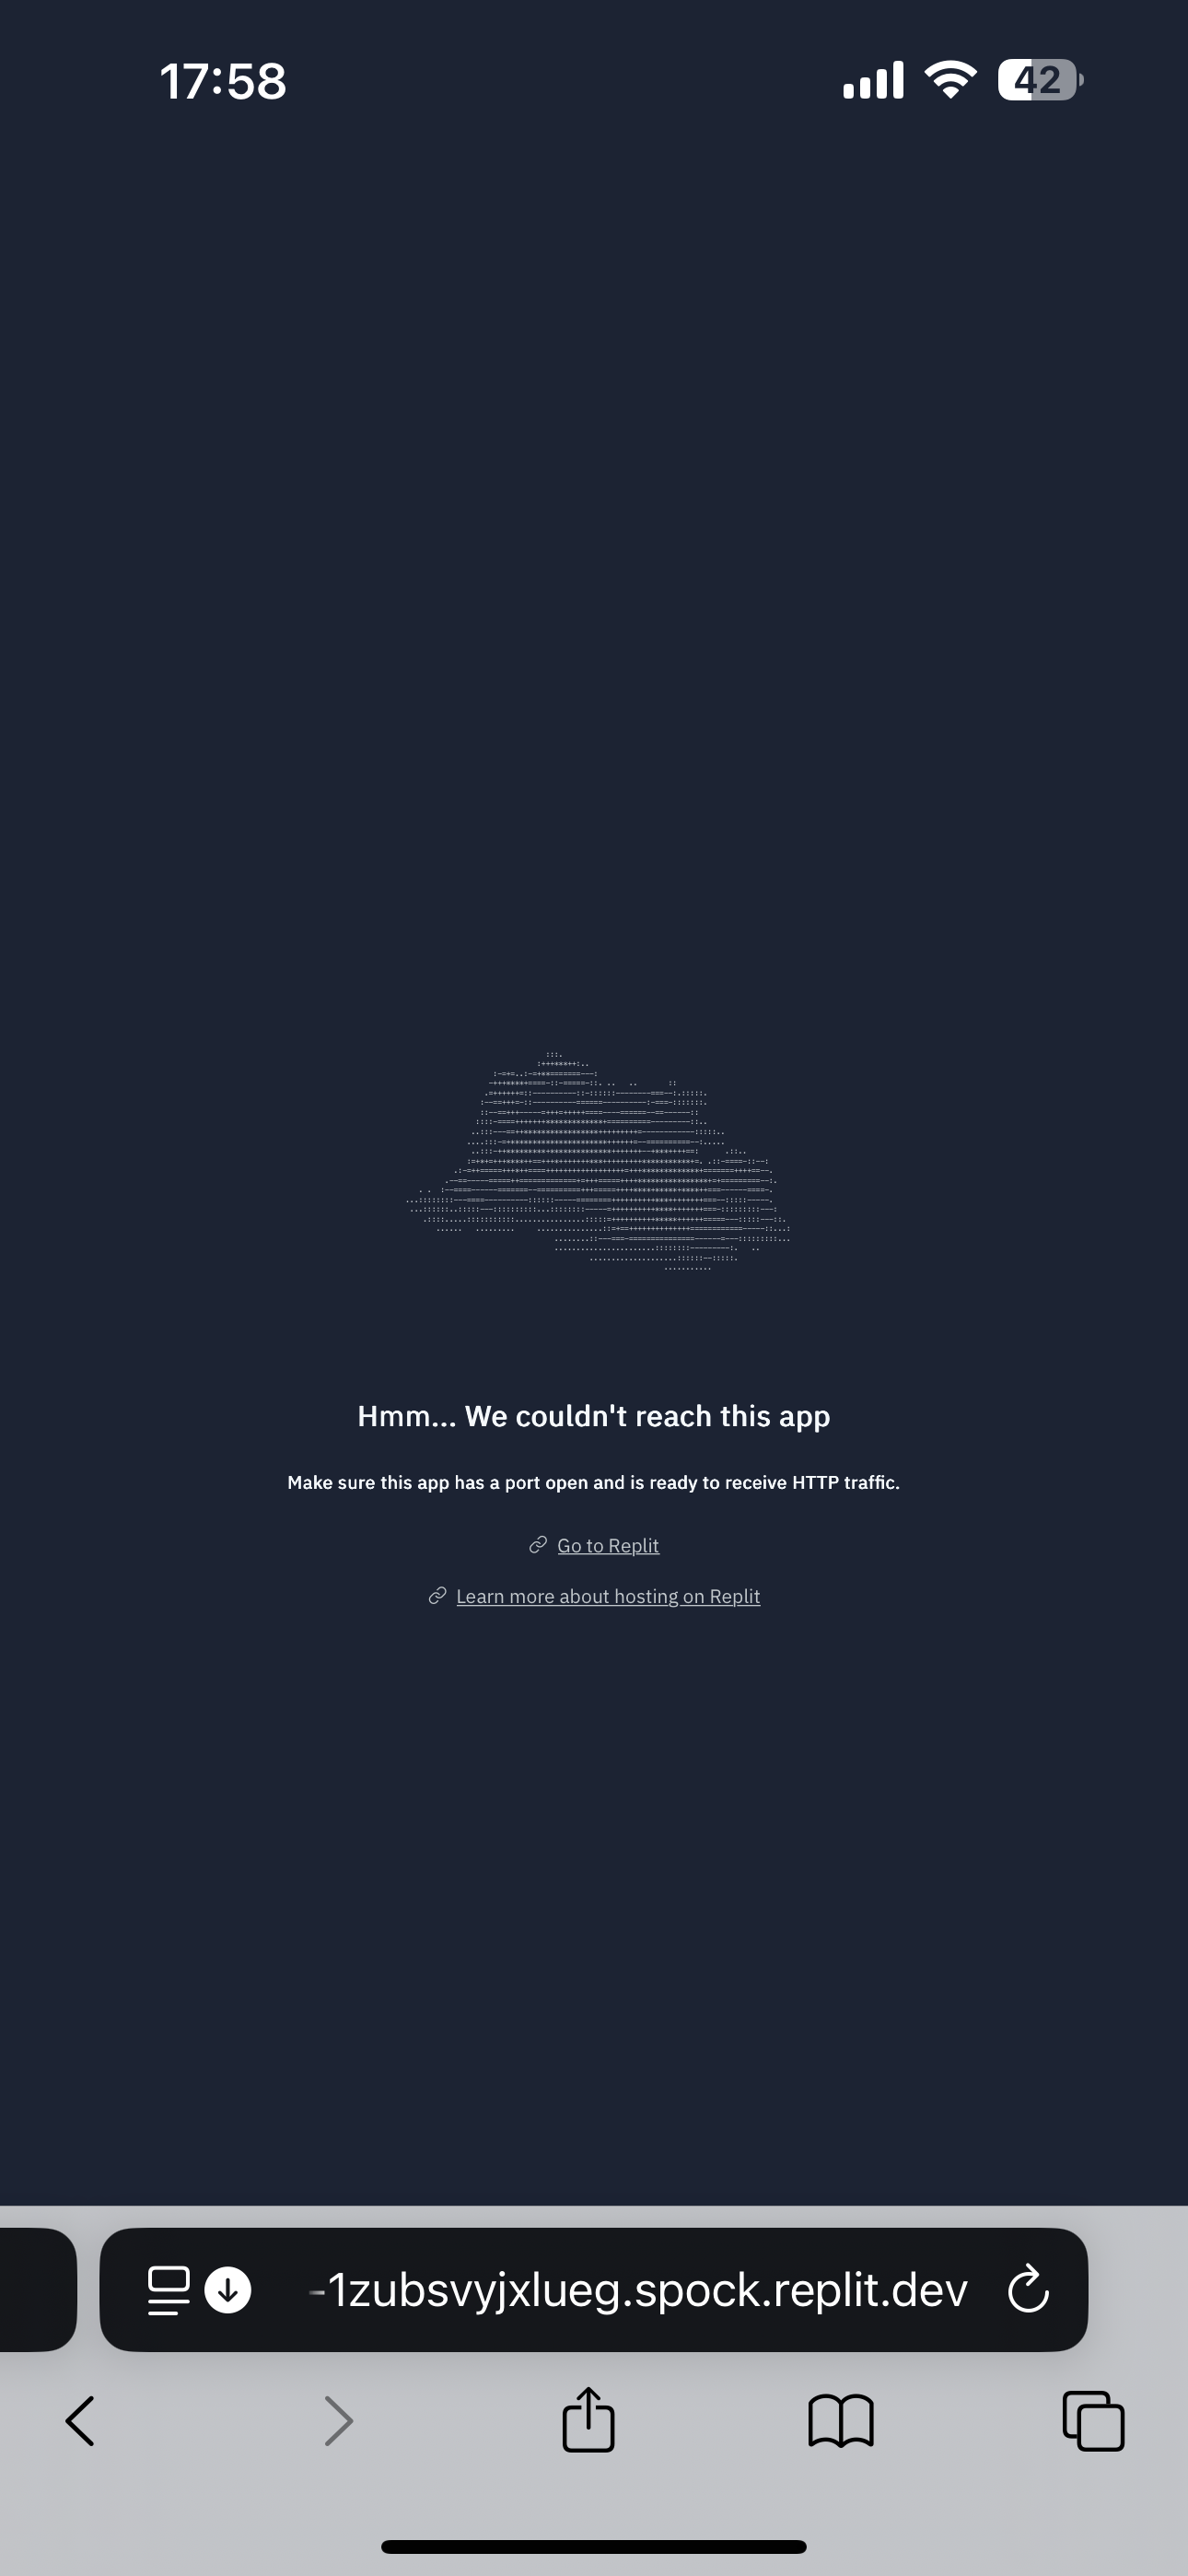 17:58
42
Hmm... We couldn't reach this app
Make sure this app has a port open and is ready to receive HTTP traffic.
Go to Replit
Learn more about hosting on Replit
-1zubsvyjxlueg.spock.replit.dev